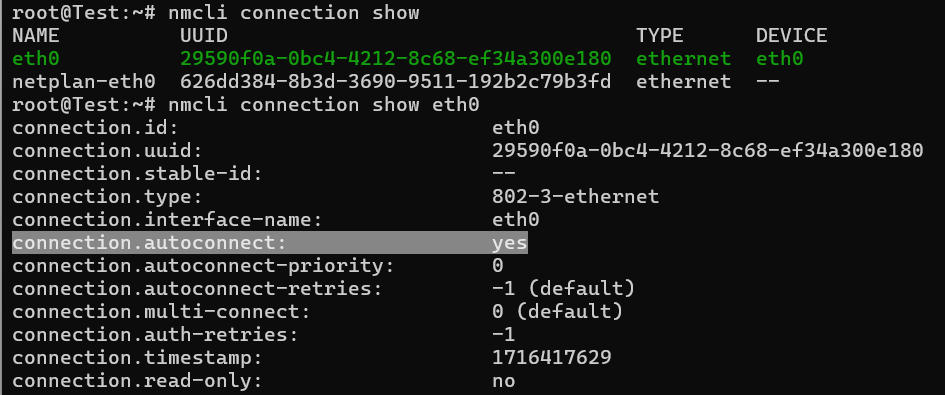 root@Test:~# nmcli connection show
NAME UUID TYPE DEVICE
eth0 29590f0a-0bc4-4212-8c68-ef34a300e180 ethernet eth0
netplan-eth0 626dd384-8b3d-3690-9511-192b2c79b3fd ethernet --
root@Test:~# nmcli connection show eth0
connection.id: eth0
connection.uuid: 29590f0a-0bc4-4212-8c68-ef34a300e180
connection.stable-id: --
connection.type: 802-3-ethernet
connection.interface-name: eth0
connection.autoconnect: yes
connection.autoconnect-priority: 0
connection.autoconnect-retries: -1 (default)
connection.multi-connect: 0 (default)
connection.auth-retries: -1
connection.timestamp: 1716417629
connection.read-only: no